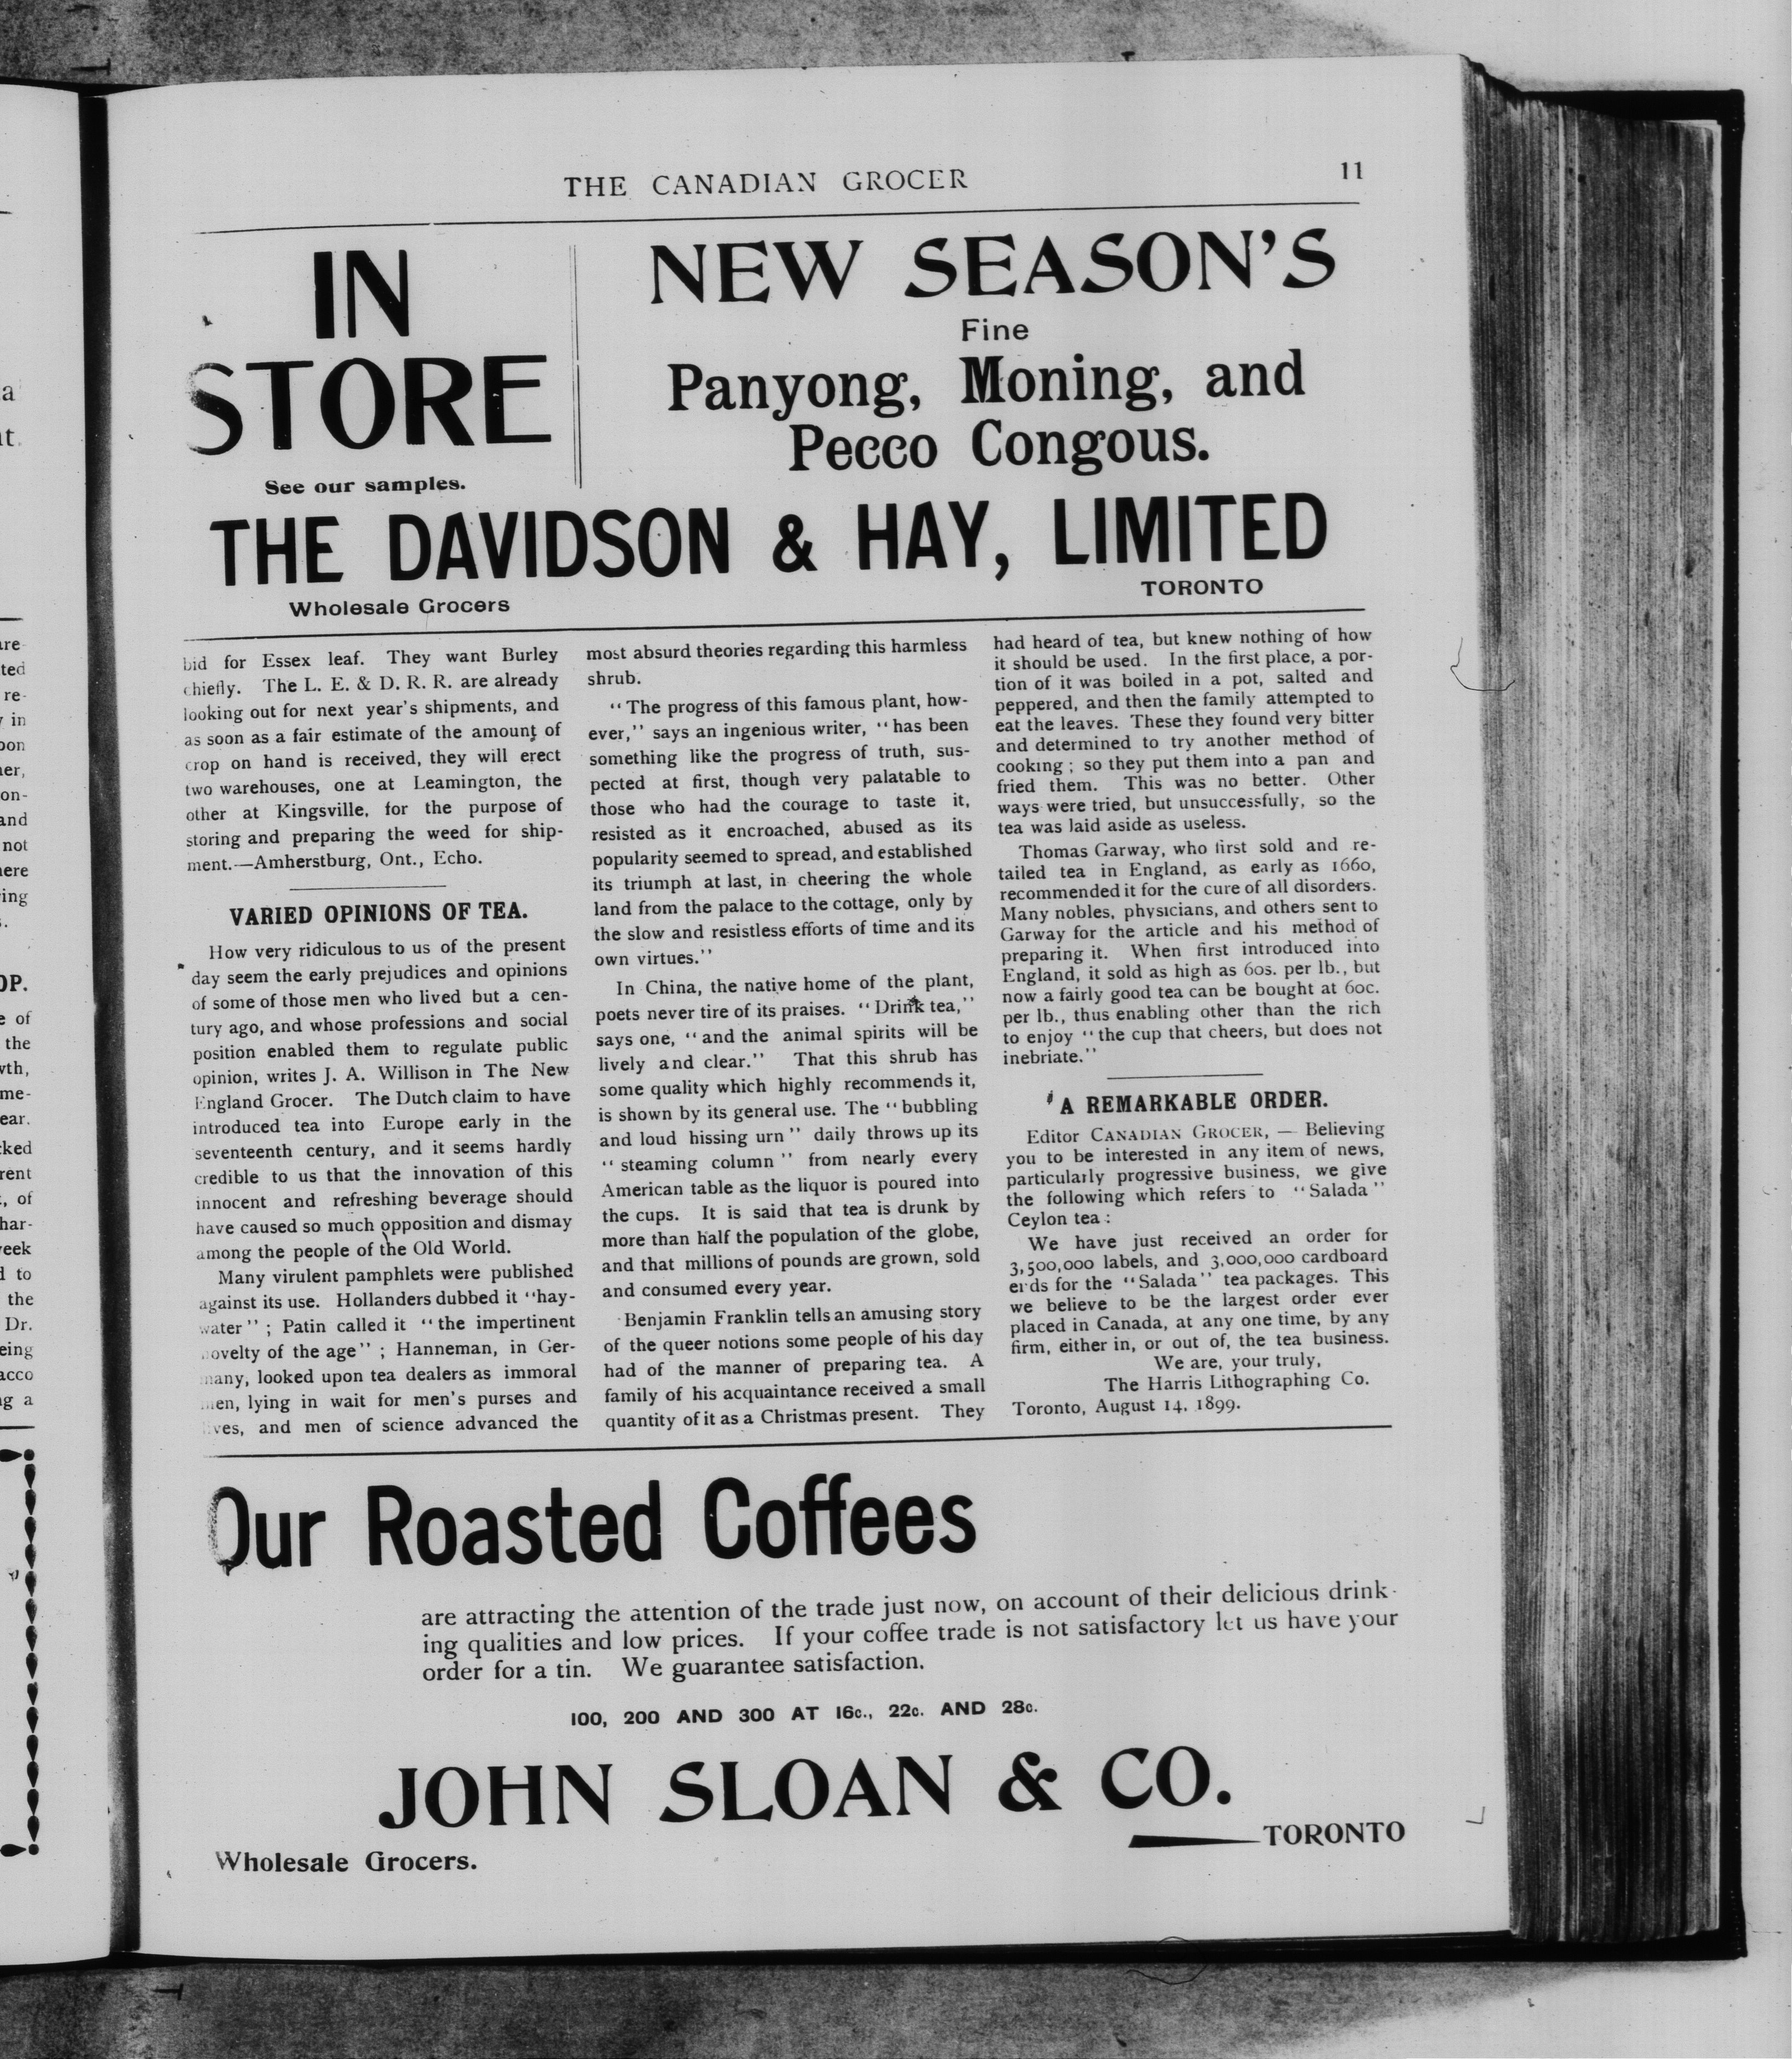 THE CANADIAN GROCER
11
IN
STORE
See our samples.
NEW SEASON'S
Fine
Panyong, Moning, and
Pecco Congous.
THE DAVIDSON & HAY, LIMITED
Wholesale Grocers
TORONTO
bid for Essex leaf. They want Burley
chiefly. The L. E. & D. R. R. are already
looking out for next year's shipments, and
as soon as a fair estimate of the amount of
crop on hand is received, they will erect
two warehouses, one at Leamington, the
other at Kingsville, for the purpose of
storing and preparing the weed for ship-
ment.—Amherstburg, Ont., Echo.
VARIED OPINIONS OF TEA.
How very ridiculous to us of the present
day seem the early prejudices and opinions
of some of those men who lived but a cen-
tury ago, and whose professions and social
position enabled them to regulate public
opinion, writes J. A. Willison in The New
England Grocer. The Dutch claim to have
introduced tea into Europe early in the
seventeenth century, and it seems hardly
credible to us that the innovation of this
innocent and refreshing beverage should
have caused so much opposition and dismay
among the people of the Old World.
Many virulent pamphlets were published
against its use. Hollanders dubbed it "hay-
water"; Patin called it "the impertinent
novelty of the age"; Hanneman, in Ger-
many, looked upon tea dealers as immoral
men, lying in wait for men's purses and
lives, and men of science advanced the
most absurd theories regarding this harmless
shrub.
"The progress of this famous plant, how-
ever," says an ingenious writer, "has been
something like the progress of truth, sus-
pected at first, though very palatable to
those who had the courage to taste it,
resisted as it encroached, abused as its
popularity seemed to spread, and established
its triumph at last, in cheering the whole
land from the palace to the cottage, only by
the slow and resistless efforts of time and its
own virtues."
In China, the native home of the plant,
poets never tire of its praises. "Drink tea,"
says one, "and the animal spirits will be
lively and clear." That this shrub has
some quality which highly recommends it,
is shown by its general use. The "bubbling
and loud hissing urn" daily throws up its
"steaming column" from nearly every
American table as the liquor is poured into
the cups. It is said that tea is drunk by
more than half the population of the globe,
and that millions of pounds are grown, sold
and consumed every year.
Benjamin Franklin tells an amusing story
of the queer notions some people of his day
had of the manner of preparing tea. A
family of his acquaintance received a small
quantity of it as a Christmas present. They
had heard of tea, but knew nothing of how
it should be used. In the first place, a por-
tion of it was boiled in a pot, salted and
peppered, and then the family attempted to
eat the leaves. These they found very bitter
and determined to try another method of
cooking; so they put them into a pan and
fried them. This was no better. Other
ways were tried, but unsuccessfully, so the
tea was laid aside as useless.
Thomas Garway, who first sold and re-
tailed tea in England, as early as 1660,
recommended it for the cure of all disorders.
Many nobles, physicians, and others sent to
Garway for the article and his method of
preparing it. When first introduced into
England, it sold as high as 60s. per lb., but
now a fairly good tea can be bought at 60c.
per lb., thus enabling other than the rich
to enjoy "the cup that cheers, but does not
inebriate."
A REMARKABLE ORDER.
Editor CANADIAN GROCER, — Believing
you to be interested in any item of news,
particularly progressive business, we give
the following which refers to "Salada"
Ceylon tea:
We have just received an order for
3,500,000 labels, and 3,000,000 cardboard
ends for the "Salada" tea packages. This
we believe to be the largest order ever
placed in Canada, at any one time, by any
firm, either in, or out of, the tea business.
We are, your truly,
The Harris Lithographing Co.
Toronto, August 14, 1899.
Our Roasted Coffees
are attracting the attention of the trade just now, on account of their delicious drink-
ing qualities and low prices. If your coffee trade is not satisfactory let us have your
order for a tin. We guarantee satisfaction.
100, 200 AND 300 AT 16c., 22c. AND 28c.
JOHN SLOAN & CO.
TORONTO
Wholesale Grocers.